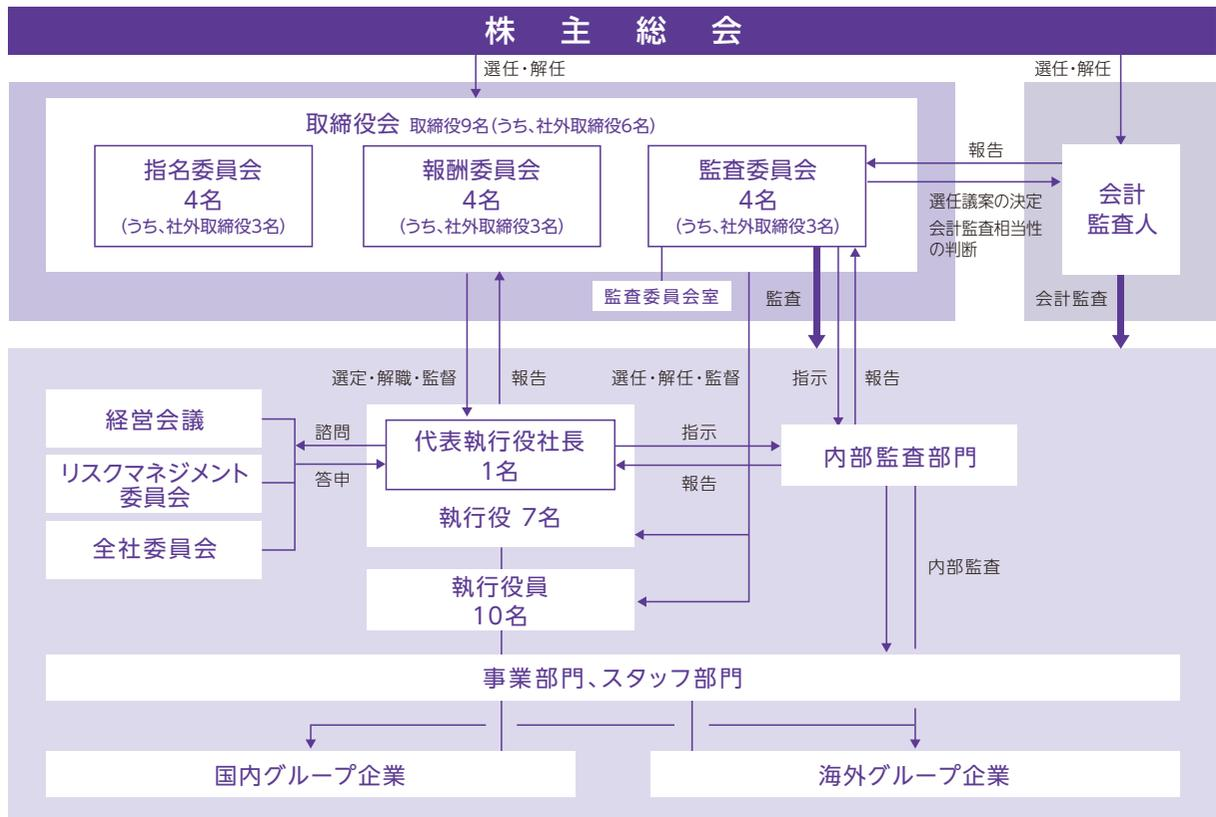 株主総会
選任・解任
選任・解任
取締役会 取締役9名(うち、社外取締役6名)
指名委員会
4名
(うち、社外取締役3名)
報酬委員会
4名
(うち、社外取締役3名)
監査委員会
4名
(うち、社外取締役3名)
報告
選任議案の決定
会計監査相当性
の判断
会計
監査人
監査委員会室
監査
会計監査
選定・解職・監督
報告
選任・解任・監督
指示
報告
経営会議
リスクマネジメント
委員会
全社委員会
諮問
答申
代表執行役社長
1名
執行役 7名
指示
報告
内部監査部門
執行役員
10名
内部監査
事業部門、スタッフ部門
国内グループ企業
海外グループ企業